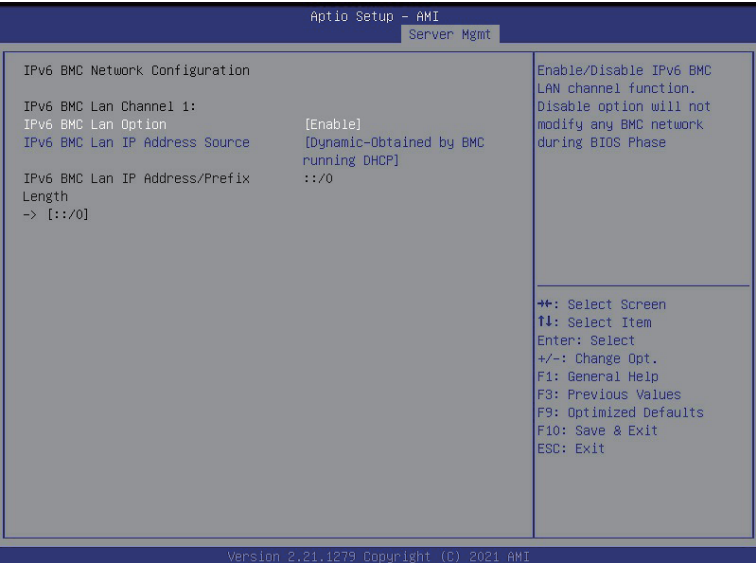 Aptio Setup – AMI
Server Mgmt
IPv6 BMC Network Configuration
IPv6 BMC Lan Channel 1:
IPv6 BMC Lan Option [Enable]
IPv6 BMC Lan IP Address Source [Dynamic-Obtained by BMC
running DHCP]
IPv6 BMC Lan IP Address/Prefix ::/0
Length
-> [::/0]
Enable/Disable IPv6 BMC
LAN channel function.
Disable option will not
modify any BMC network
during BIOS Phase
→←: Select Screen
↑↓: Select Item
Enter: Select
+/-: Change Opt.
F1: General Help
F3: Previous Values
F9: Optimized Defaults
F10: Save & Exit
ESC: Exit
Version 2.21.1279 Copyright (C) 2021 AMI